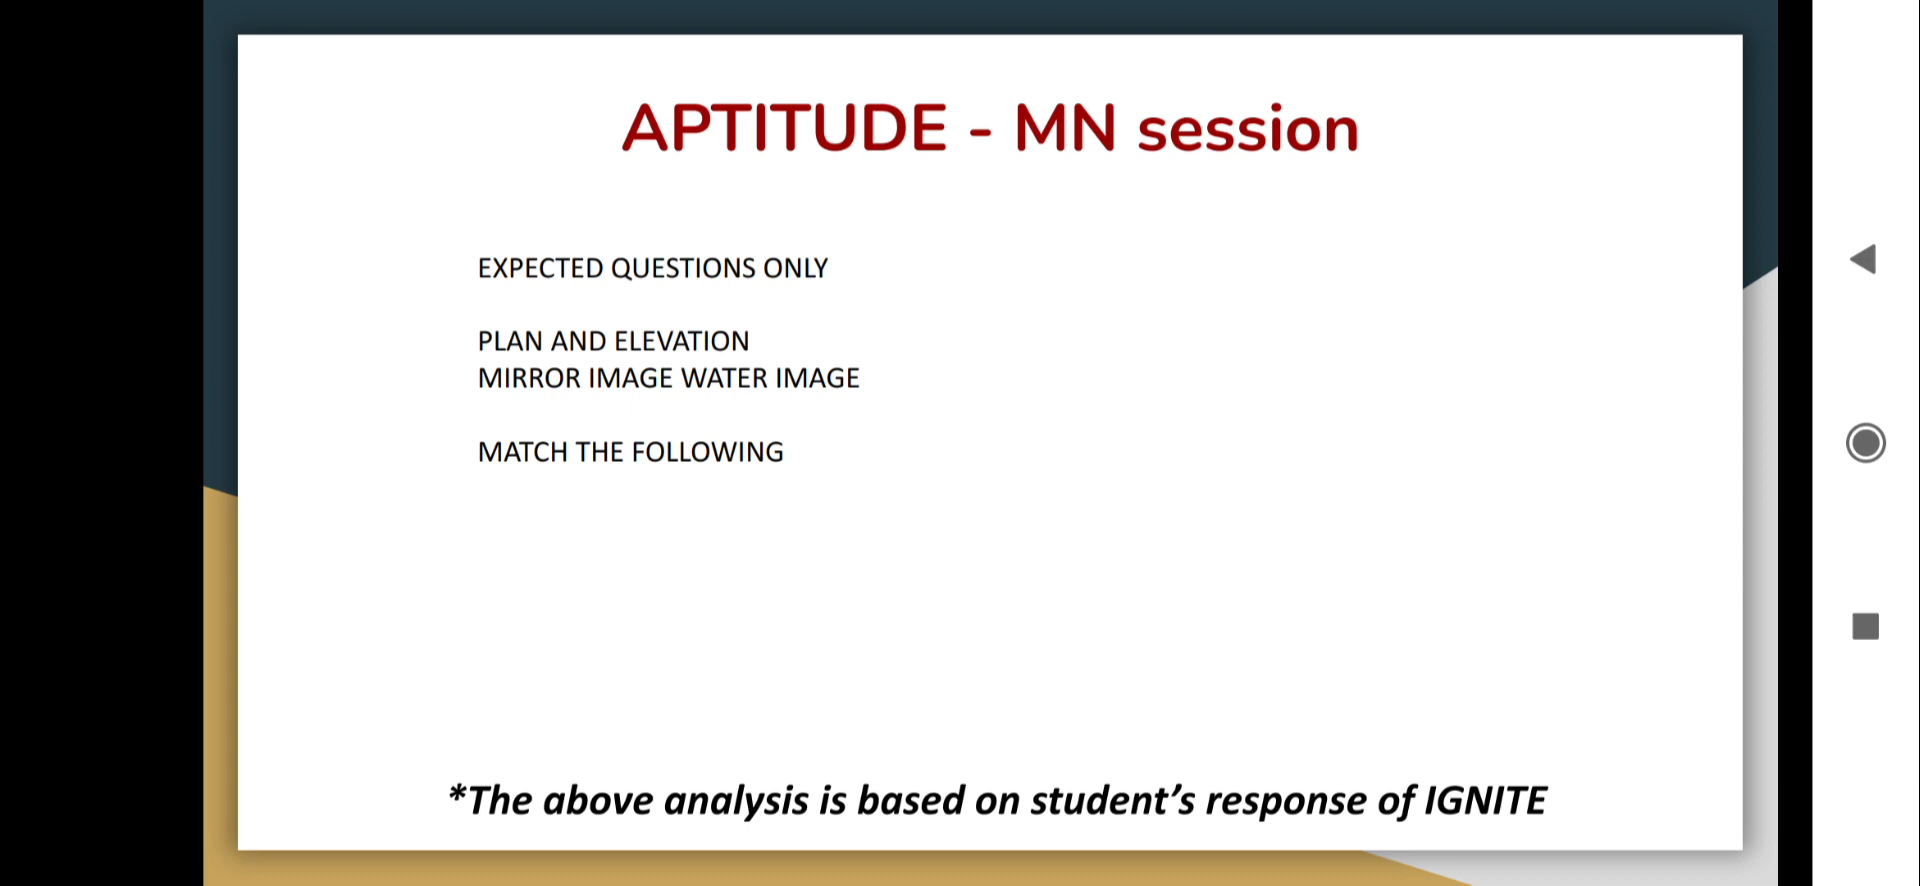 APTITUDE - MN session
EXPECTED QUESTIONS ONLY
PLAN AND ELEVATION
MIRROR IMAGE WATER IMAGE
MATCH THE FOLLOWING
*The above analysis is based on student’s response of IGNITE